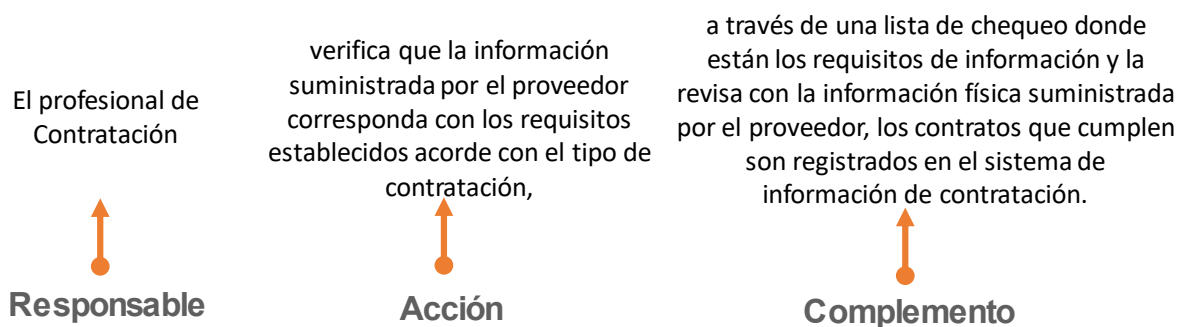 El profesional de
Contratación
verifica que la información
suministrada por el proveedor
corresponda con los requisitos
establecidos acorde con el tipo de
contratación,
a través de una lista de chequeo donde
están los requisitos de información y la
revisa con la información física suministrada
por el proveedor, los contratos que cumplen
son registrados en el sistema de
información de contratación.
Responsable
Acción
Complemento